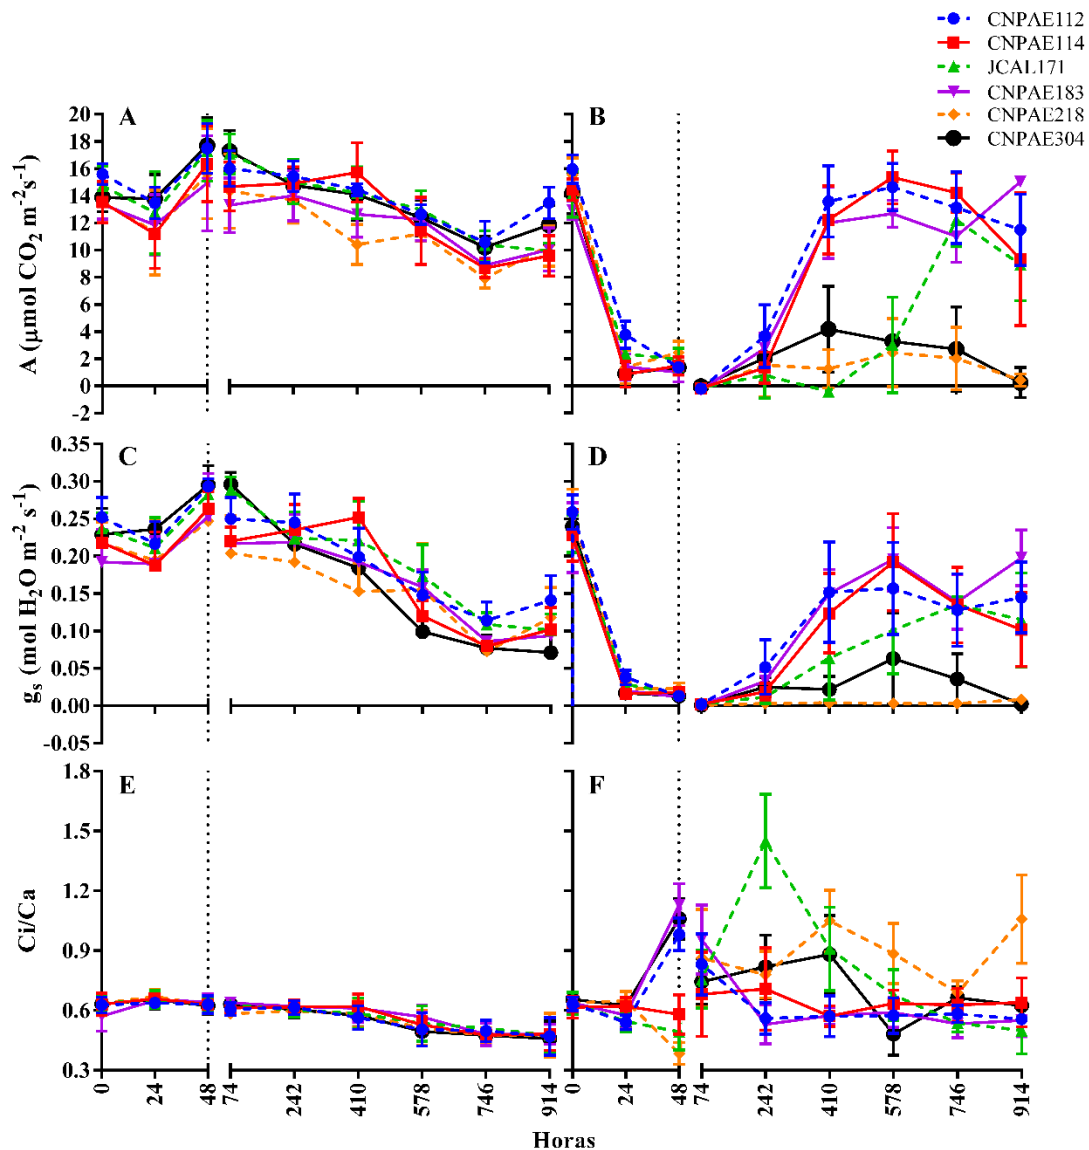 CNPAE112
CNPAE114
JCAL171
CNPAE183
CNPAE218
CNPAE304
A
B
A (µmol CO₂ m⁻²s⁻¹)
20
18
16
14
12
10
8
6
4
2
0
-2
C
D
gₛ (mol H₂O m⁻² s⁻¹)
0.35
0.30
0.25
0.20
0.15
0.10
0.05
0.00
-0.05
E
F
Ci/Ca
1.8
1.5
1.2
0.9
0.6
0.3
0 24 48 74 242 410 578 746 914 0 24 48 74 242 410 578 746 914
Horas